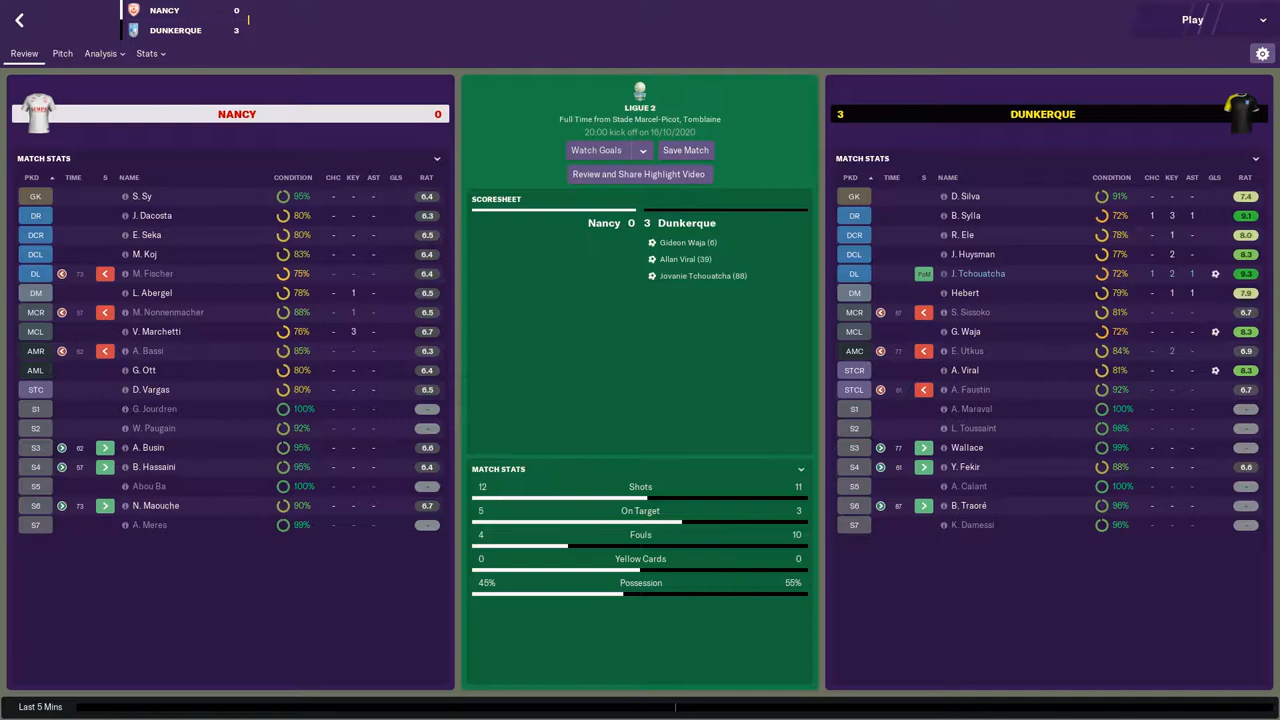 NANCY 0
DUNKERQUE 3
Play
Review Pitch Analysis Stats
NANCY 0
LIGUE 2
Full Time from Stade Marcel-Picot, Tomblaine
20:00 kick off on 16/10/2020
Watch Goals Save Match
Review and Share Highlight Video
3 DUNKERQUE
MATCH STATS
PKD TIME S NAME CONDITION CHC KEY AST GLS RAT
GK S. Sy 95% - - - - 6.4
DR J. Dacosta 80% - - - - 6.3
DCR E. Seka 80% - - - - 6.5
DCL M. Koj 83% - - - - 6.4
DL 73 M. Fischer 75% - - - - 6.4
DM L. Abergel 78% - 1 - - 6.5
MCR 57 M. Nonnenmacher 88% - 1 - - 6.5
MCL V. Marchetti 76% - 3 - - 6.7
AMR 62 A. Bassi 85% - - - - 6.3
AML G. Ott 80% - - - - 6.4
STC D. Vargas 80% - - - - 6.5
S1 G. Jourdren 100% - - - - -
S2 W. Paugain 92% - - - - -
S3 62 A. Busin 95% - - - - 6.6
S4 57 B. Hassaini 95% - - - - 6.4
S5 Abou Ba 100% - - - - -
S6 73 N. Maouche 90% - - - - 6.7
S7 A. Meres 99% - - - - -
SCORESHEET
Nancy 0 3 Dunkerque
Gideon Waja (6)
Allan Viral (39)
Jovanie Tchouatcha (88)
MATCH STATS
12 Shots 11
5 On Target 3
4 Fouls 10
0 Yellow Cards 0
45% Possession 55%
MATCH STATS
PKD TIME S NAME CONDITION CHC KEY AST GLS RAT
GK D. Silva 91% - - - - 7.4
DR B. Sylla 72% 1 3 1 - 9.1
DCR R. Ele 78% - 1 - - 8.0
DCL J. Huysman 77% - 2 - - 8.3
DL PoM J. Tchouatcha 72% 1 2 1 9.3
DM Hebert 79% - 1 1 - 7.9
MCR 87 S. Sissoko 81% - - - - 6.7
MCL G. Waja 72% - - - 8.3
AMC 77 E. Utkus 84% - 2 - - 6.9
STCR A. Viral 81% - - - 8.3
STCL 61 A. Faustin 92% - - - - 6.7
S1 A. Maraval 100% - - - - -
S2 L. Toussaint 98% - - - - -
S3 77 Wallace 99% - - - - -
S4 61 Y. Fekir 88% - - - - 6.6
S5 A. Calant 100% - - - - -
S6 87 B. Traoré 96% - - - - -
S7 K. Damessi 96% - - - - -
Last 5 Mins